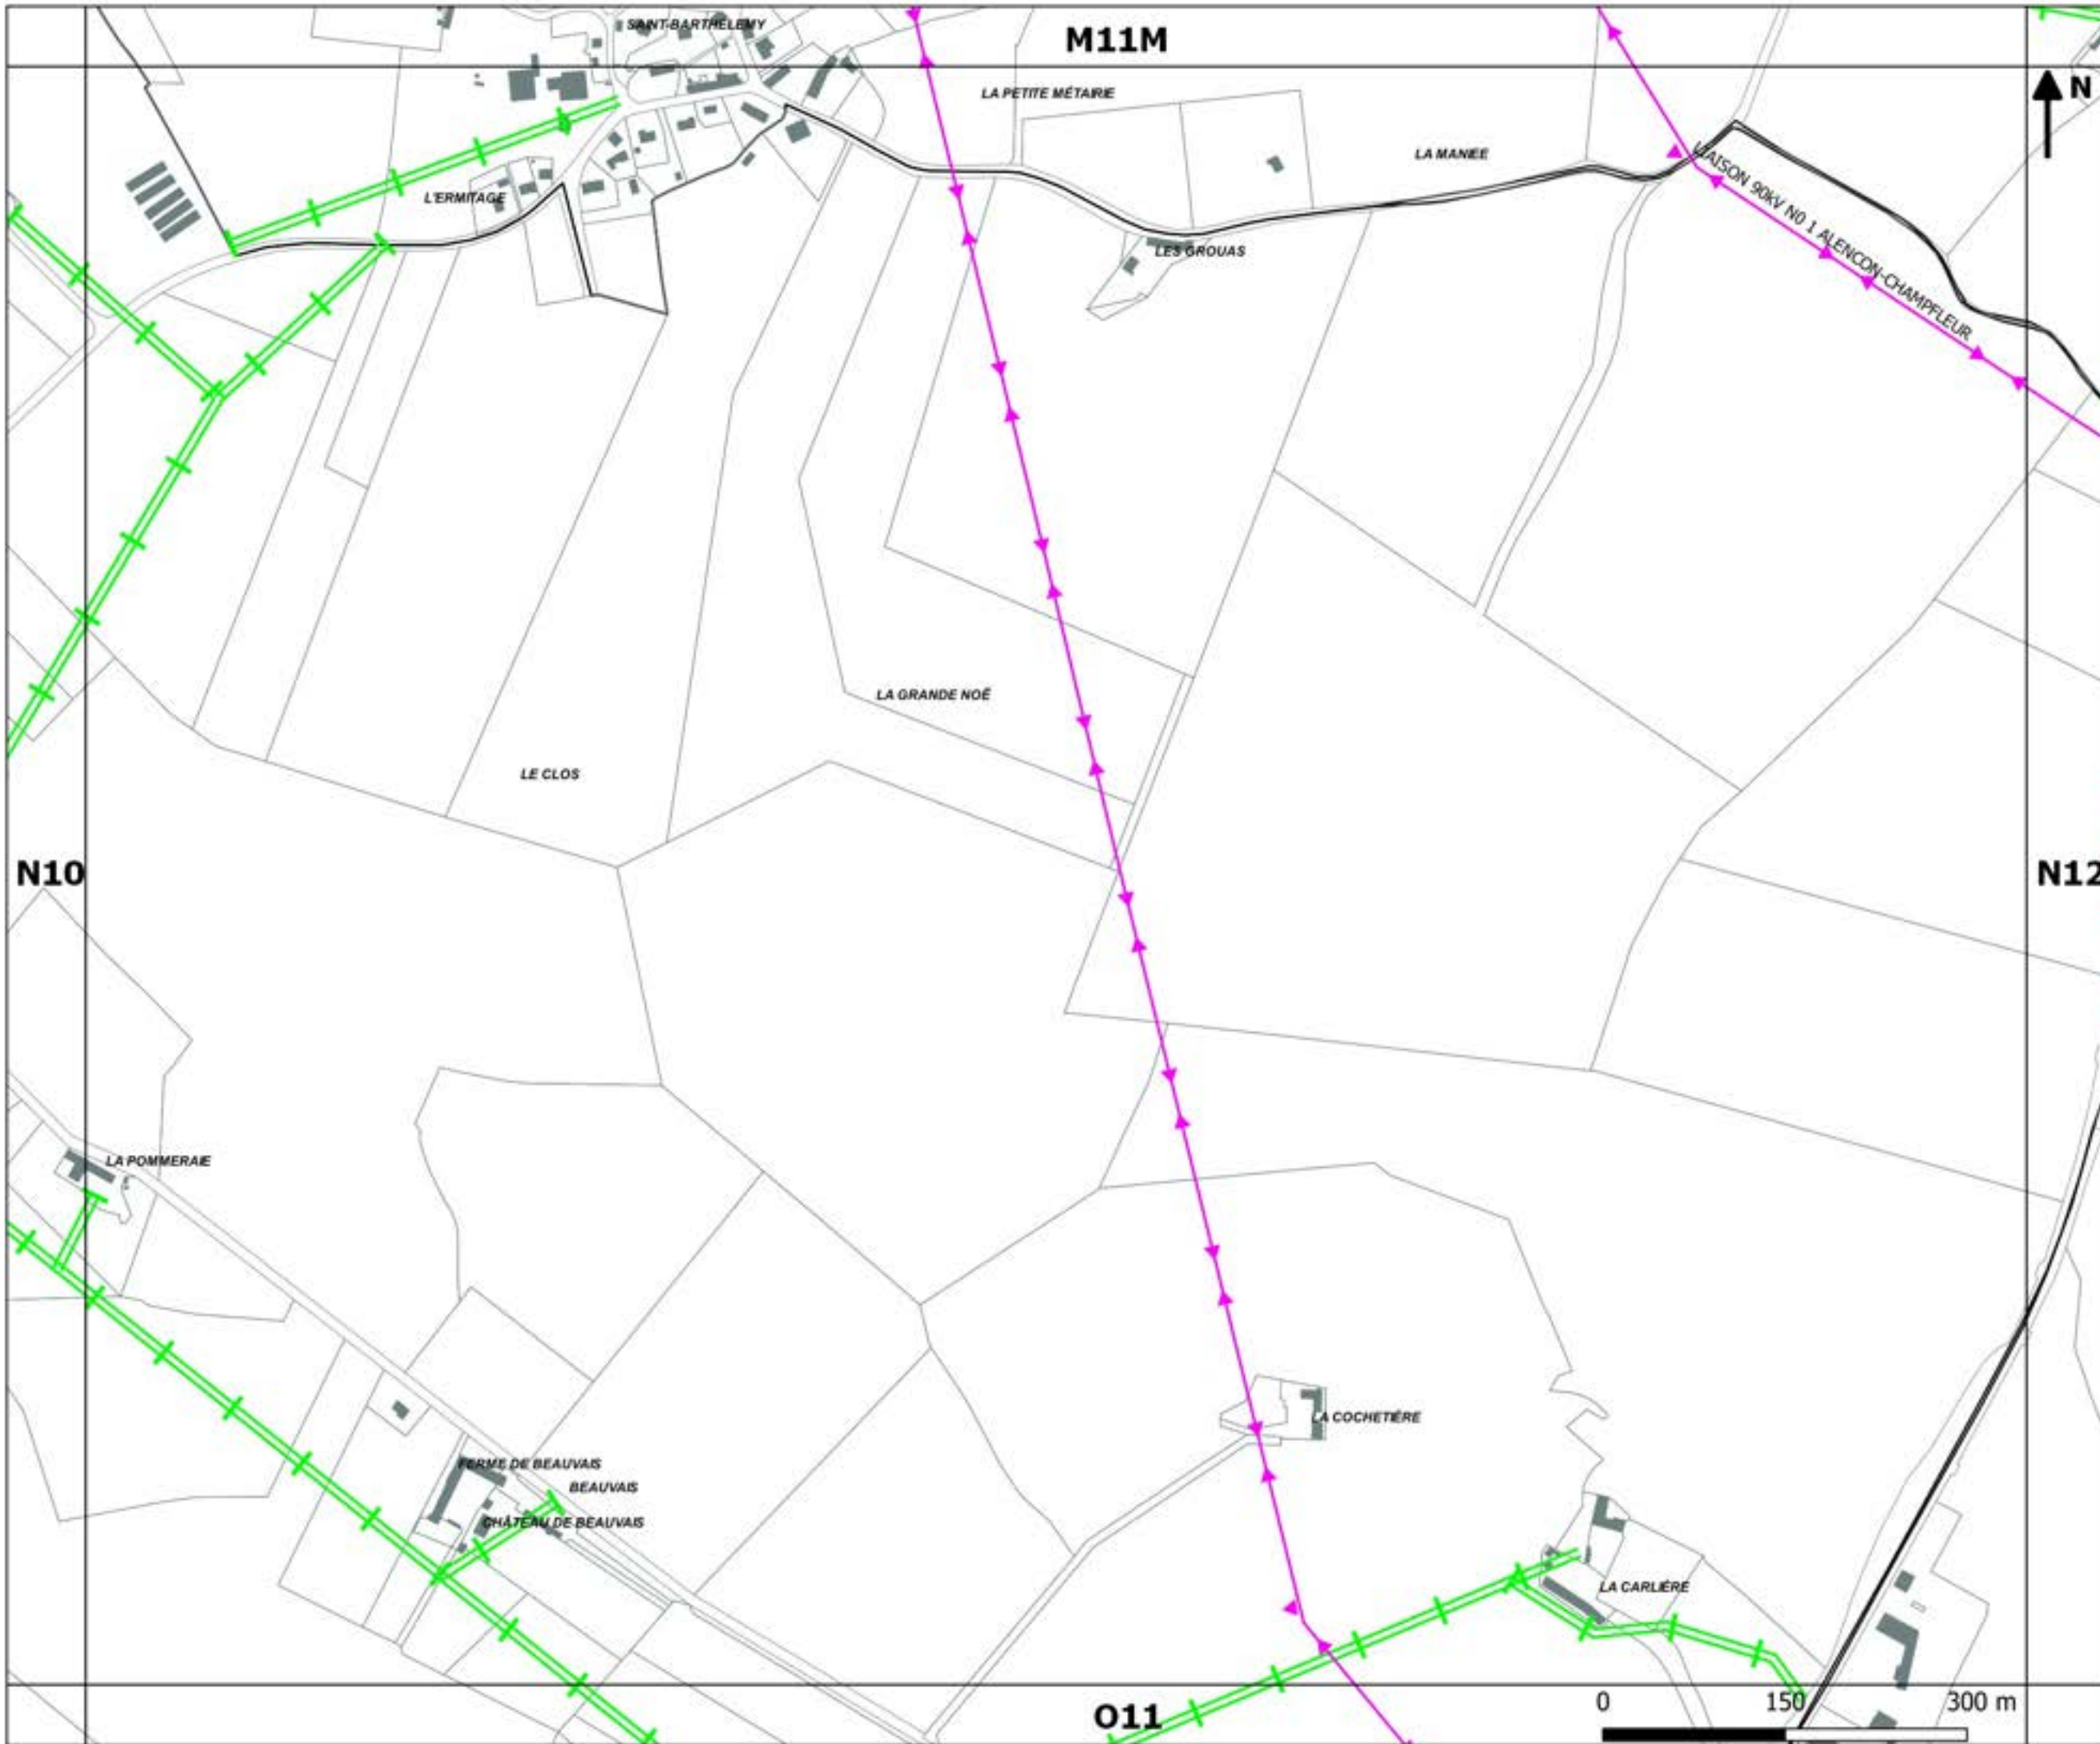 SAINT-BARTHÉLEMY
M11M
N
LA PETITE MÉTAIRIE
LA MANIEE
L'ERMITAGE
LES GROUAS
LIAISON 90kV N0 1 ALENCON-CHAMPFLEUR
LA GRANDE NOË
LE CLOS
N10
N12
LA POMMERAIE
LA COCHETIÈRE
FERME DE BEAUVAIS
BEAUVAIS
CHÂTEAU DE BEAUVAIS
LA CARLIÈRE
O11
0 150 300 m